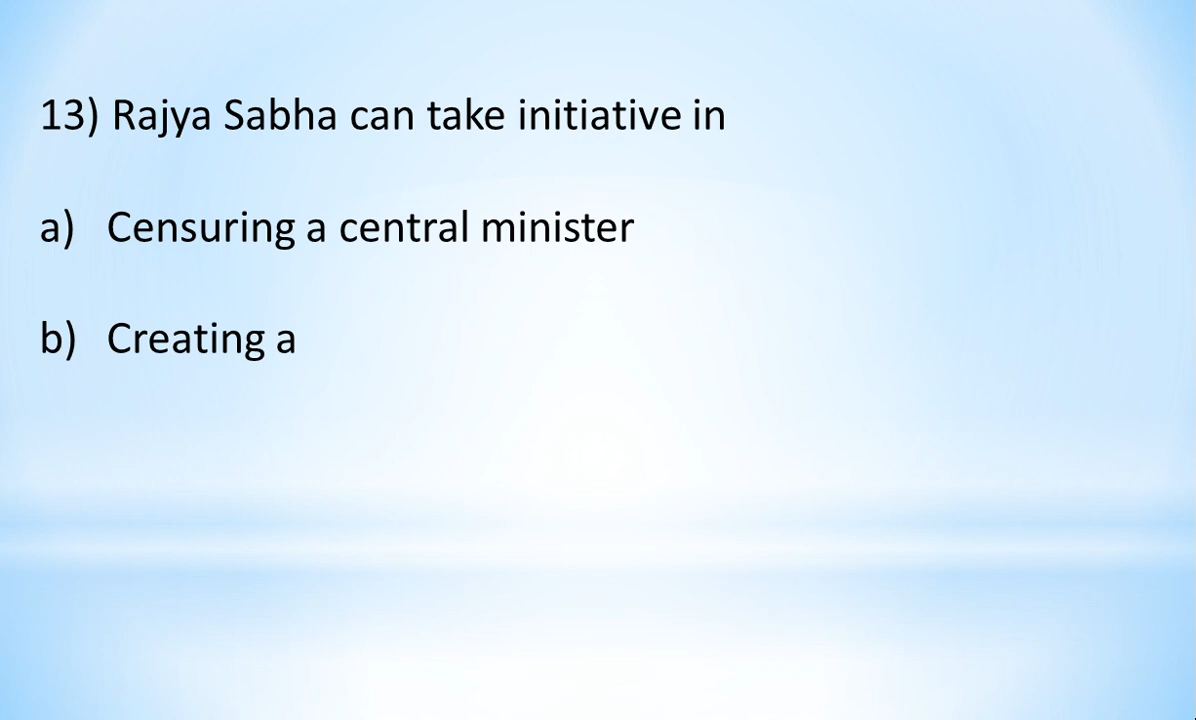 13) Rajya Sabha can take initiative in
a) Censuring a central minister
b) Creating a